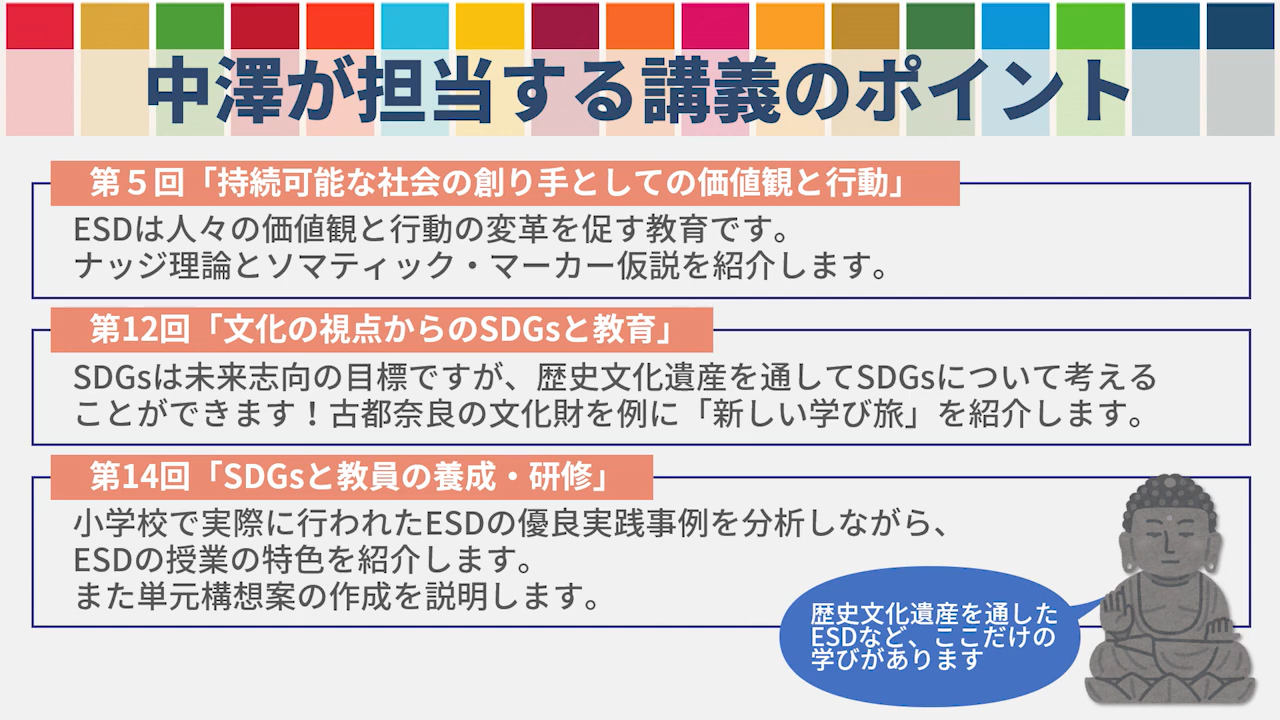 中澤が担当する講義のポイント
第５回「持続可能な社会の創り手としての価値観と行動」
ESDは人々の価値観と行動の変革を促す教育です。
ナッジ理論とソマティック・マーカー仮説を紹介します。
第12回「文化の視点からのSDGsと教育」
SDGsは未来志向の目標ですが、歴史文化遺産を通してSDGsについて考える
ことができます！古都奈良の文化財を例に「新しい学び旅」を紹介します。
第14回「SDGsと教員の養成・研修」
小学校で実際に行われたESDの優良実践事例を分析しながら、
ESDの授業の特色を紹介します。
また単元構想案の作成を説明します。
歴史文化遺産を通した
ESDなど、ここだけの
学びがあります